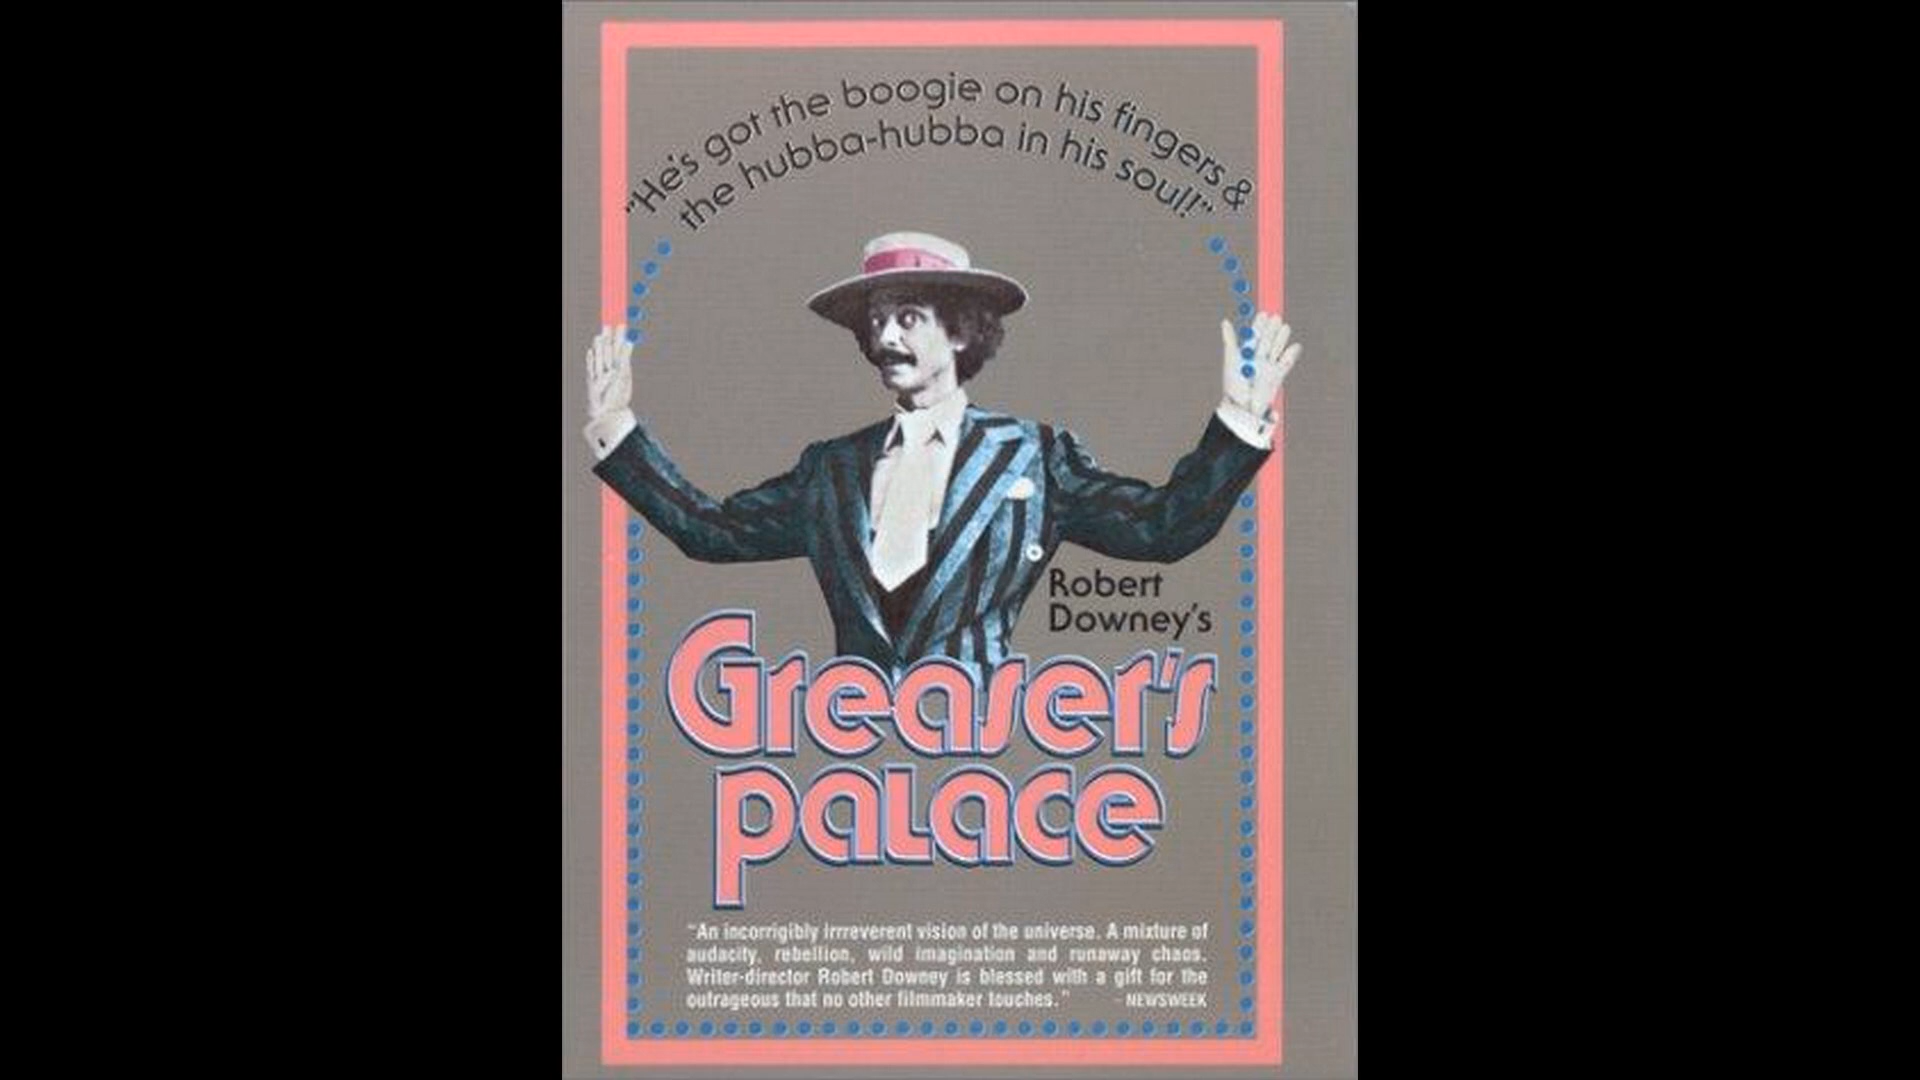 "He's got the boogie on his fingers &
the hubba-hubba in his soul!"
Robert
Downey's
Greaser's
palace
"An incorrigibly irrreverent vision of the universe. A mixture of
audacity, rebellion, wild imagination and runaway chaos.
Writer-director Robert Downey is blessed with a gift for the
outrageous that no other filmmaker touches." - NEWSWEEK